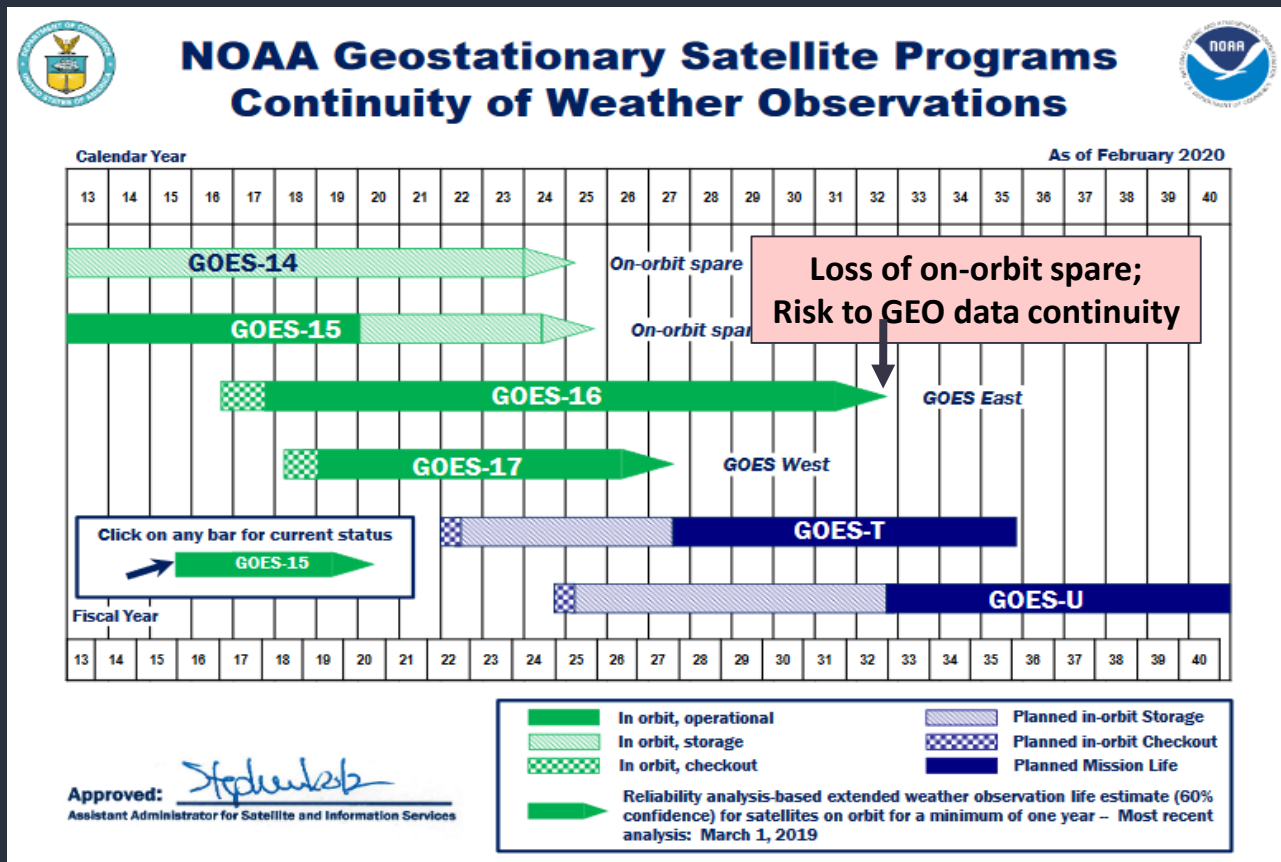 NOAA Geostationary Satellite Programs
Continuity of Weather Observations
NOAA
Calendar Year
As of February 2020
13 14 15 16 17 18 19 20 21 22 23 24 25 26 27 28 29 30 31 32 33 34 35 36 37 38 39 40
GOES-14
On-orbit spare
Loss of on-orbit spare;
Risk to GEO data continuity
GOES-15
On-orbit spar
GOES-16
GOES East
GOES-17
GOES West
Click on any bar for current status
GOES-15
GOES-T
GOES-U
Fiscal Year
13 14 15 16 17 18 19 20 21 22 23 24 25 26 27 28 29 30 31 32 33 34 35 36 37 38 39 40
In orbit, operational
In orbit, storage
In orbit, checkout
Planned in-orbit Storage
Planned in-orbit Checkout
Planned Mission Life
Reliability analysis-based extended weather observation life estimate (60%
confidence) for satellites on orbit for a minimum of one year – Most recent
analysis: March 1, 2019
Approved:
Assistant Administrator for Satellite and Information Services